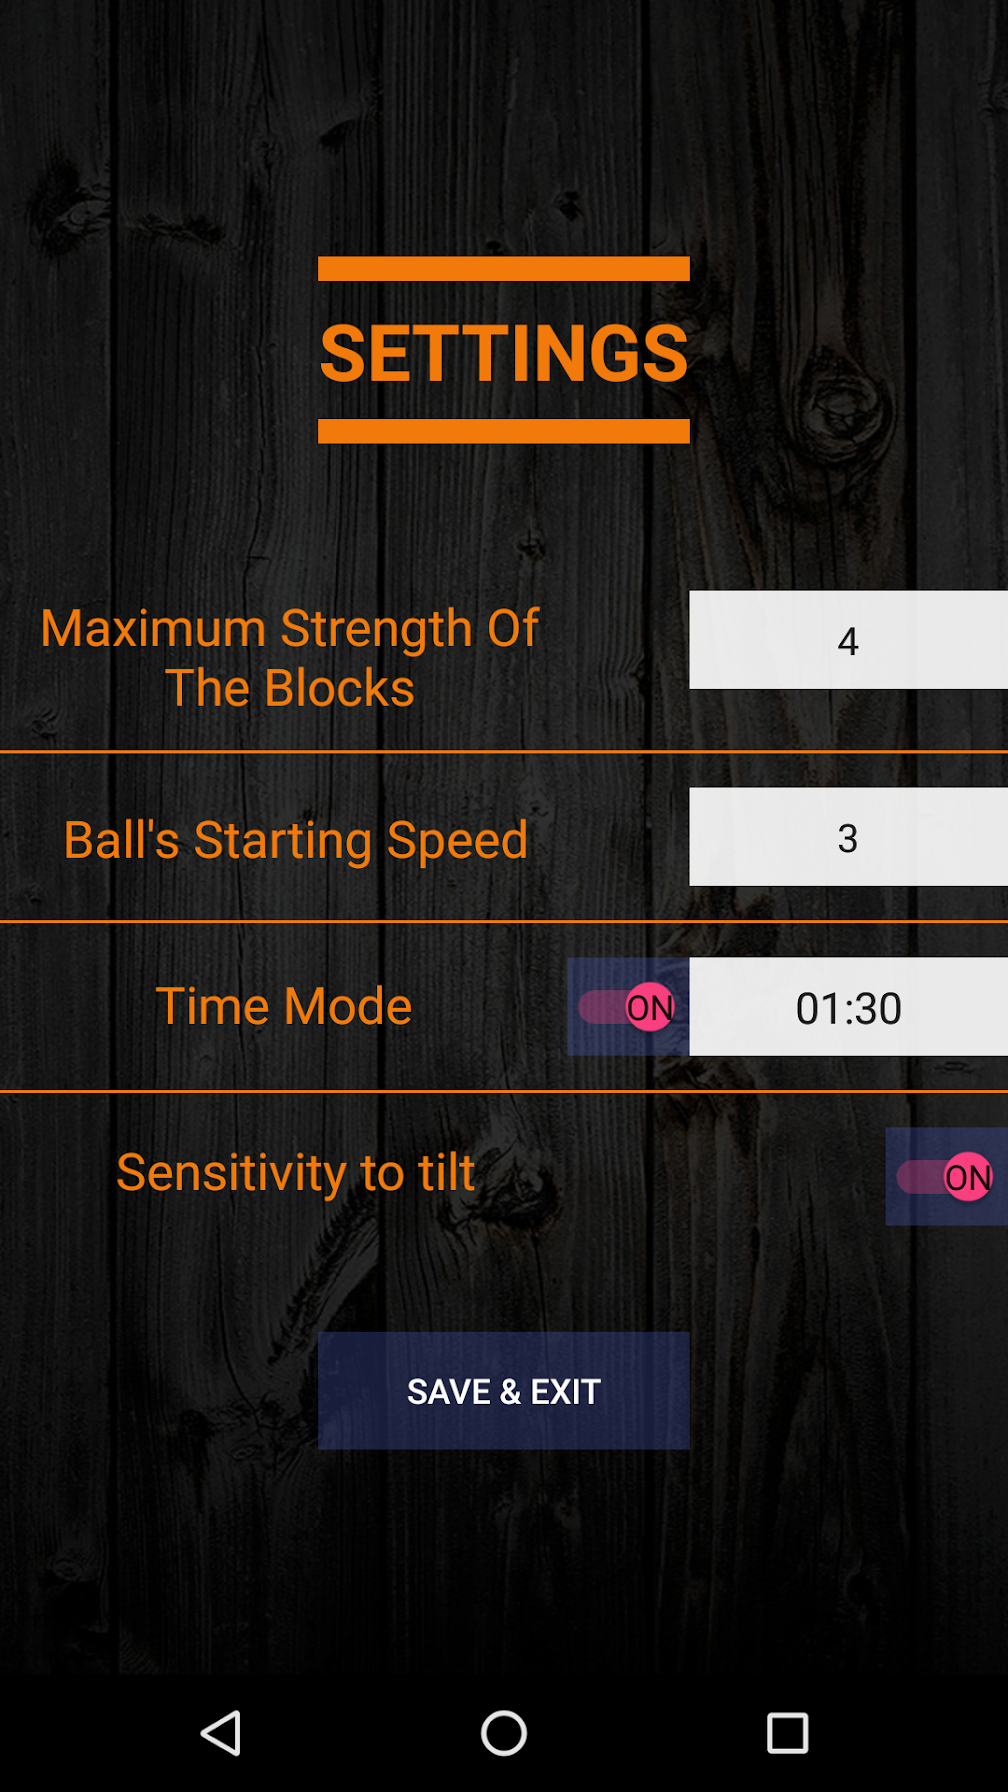 SETTINGS
Maximum Strength Of
The Blocks
4
Ball's Starting Speed
3
Time Mode
ON
01:30
Sensitivity to tilt
ON
SAVE & EXIT